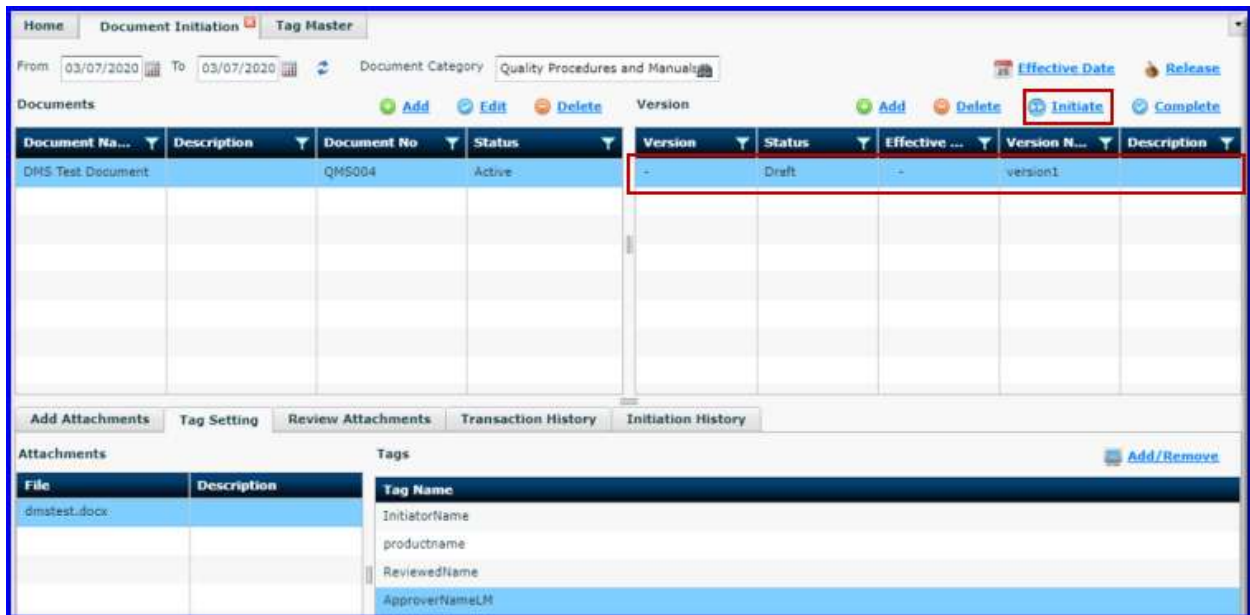 Home Document Initiation Tag Master
From 03/07/2020 To 03/07/2020 Document Category Quality Procedures and Manuals Effective Date Release
Documents Add Edit Delete Version Add Delete Initiate Complete
Document Na... Description Document No Status Version Status Effective ... Version N... Description
DMS Test Document QMS004 Active - Draft - version1
Add Attachments Tag Setting Review Attachments Transaction History Initiation History
Attachments Tags Add/Remove
File Description Tag Name
dmstest.docx InitiatorName
productname
ReviewedName
ApproverNameLM